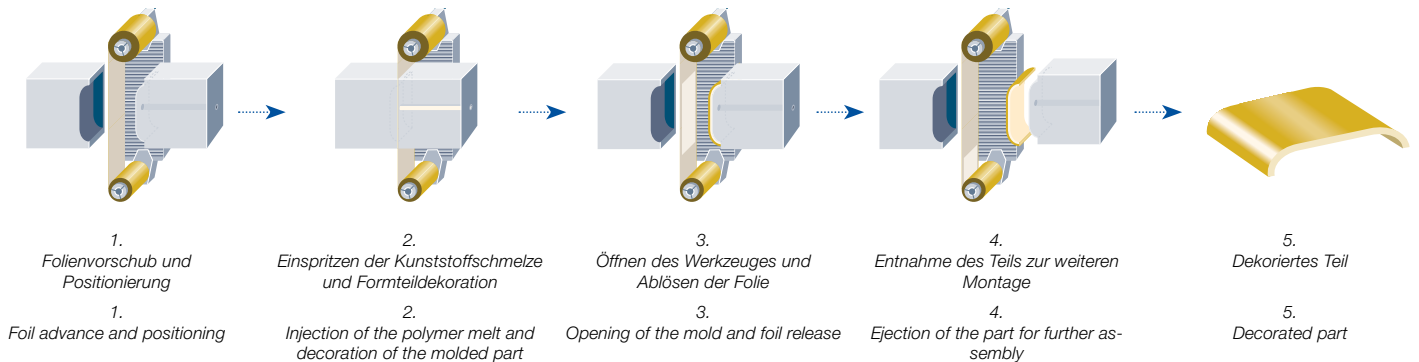 1.
Folienvorschub und
Positionierung
2.
Einspritzen der Kunststoffschmelze
und Formteildekoration
3.
Öffnen des Werkzeuges und
Ablösen der Folie
4.
Entnahme des Teils zur weiteren
Montage
5.
Dekoriertes Teil
1.
Foil advance and positioning
2.
Injection of the polymer melt and
decoration of the molded part
3.
Opening of the mold and foil release
4.
Ejection of the part for further as-
sembly
5.
Decorated part